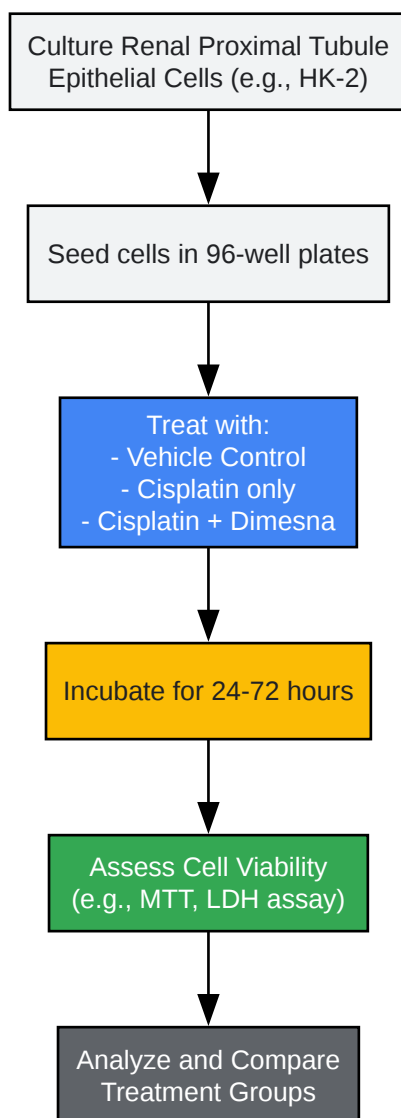 Culture Renal Proximal Tubule
Epithelial Cells (e.g., HK-2)
Seed cells in 96-well plates
Treat with:
- Vehicle Control
- Cisplatin only
- Cisplatin + Dimesna
Incubate for 24-72 hours
Assess Cell Viability
(e.g., MTT, LDH assay)
Analyze and Compare
Treatment Groups